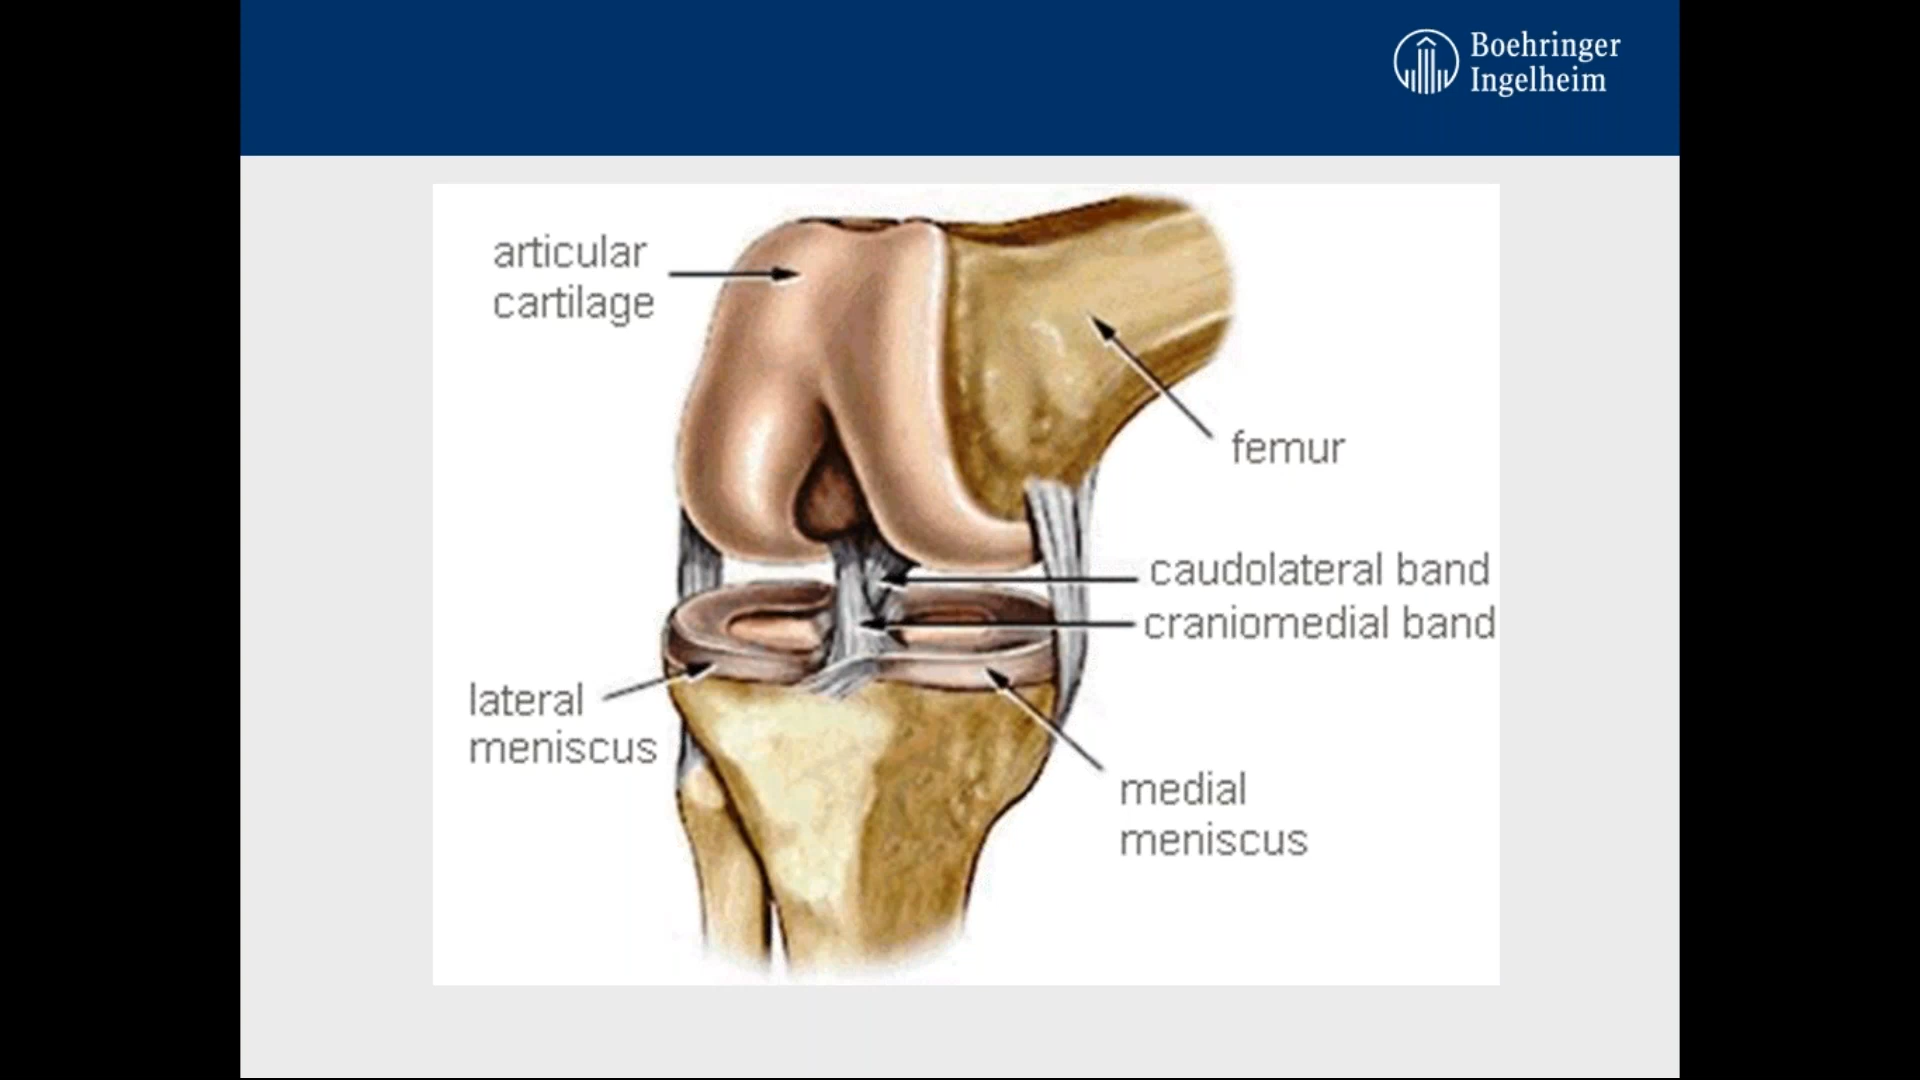 Boehringer
Ingelheim
articular
cartilage
femur
caudolateral band
craniomedial band
lateral
meniscus
medial
meniscus